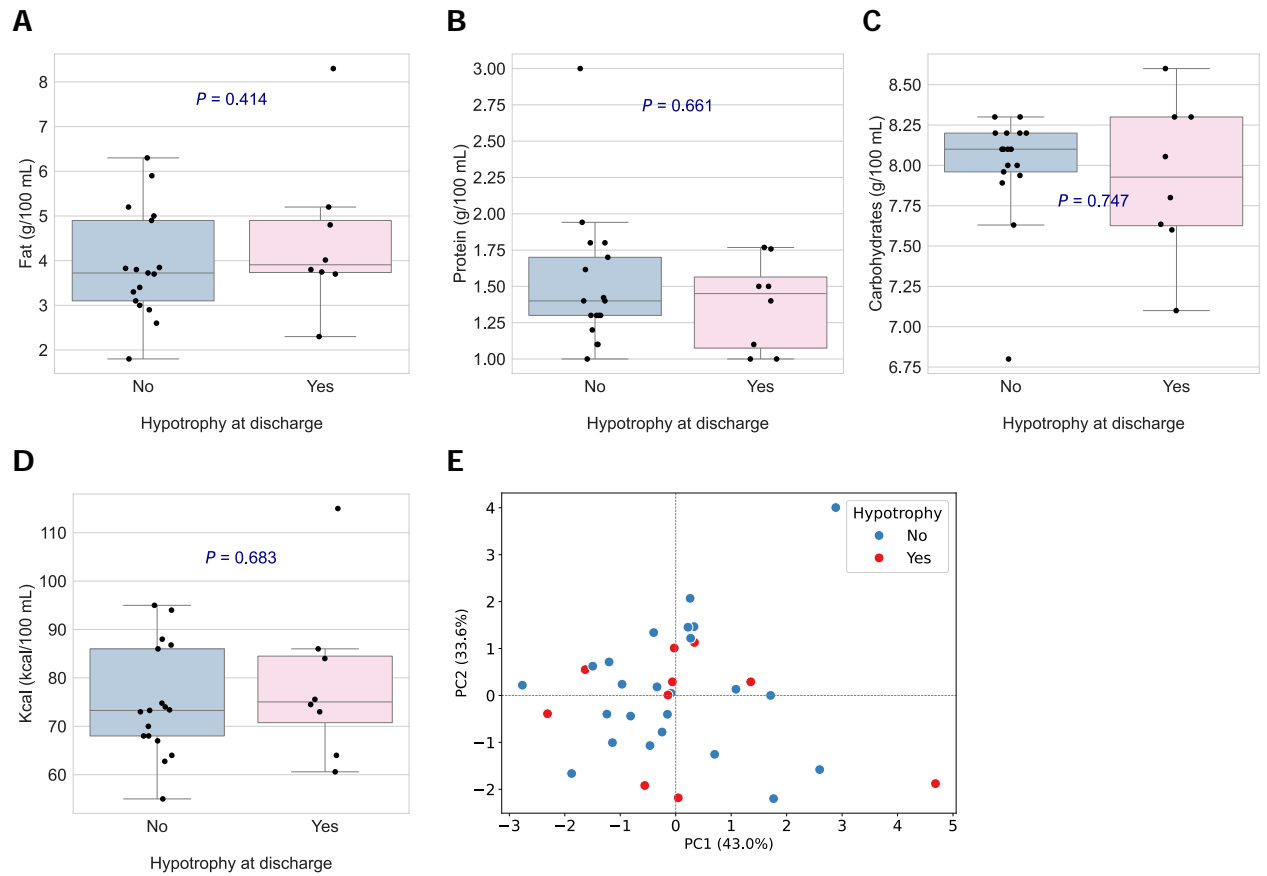 A
P = 0.414
Fat (g/100 mL)
8
7
6
5
4
3
2
No
Yes
Hypotrophy at discharge
B
P = 0.661
Protein (g/100 mL)
3.00
2.75
2.50
2.25
2.00
1.75
1.50
1.25
1.00
No
Yes
Hypotrophy at discharge
C
P = 0.747
Carbohydrates (g/100 mL)
8.50
8.25
8.00
7.75
7.50
7.25
7.00
6.75
No
Yes
Hypotrophy at discharge
D
P = 0.683
Kcal (kcal/100 mL)
110
100
90
80
70
60
No
Yes
Hypotrophy at discharge
E
Hypotrophy
No
Yes
PC2 (33.6%)
4
3
2
1
0
−1
−2
−3 −2 −1 0 1 2 3 4 5
PC1 (43.0%)